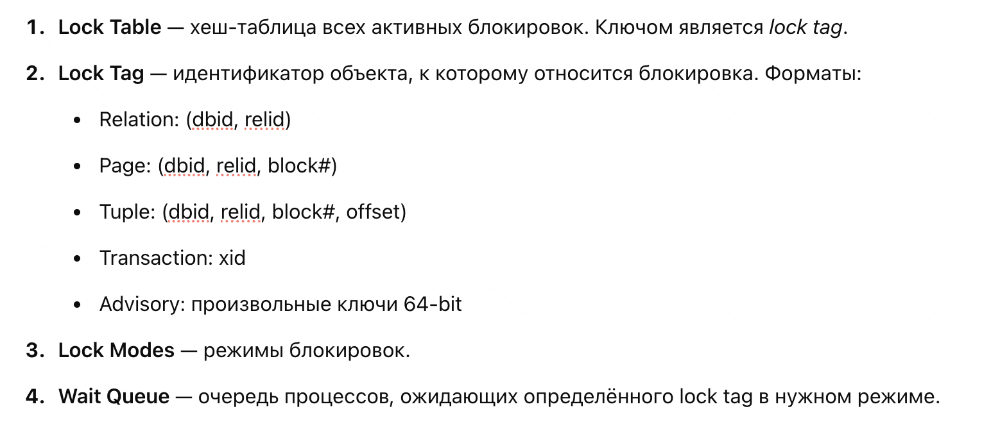 1. Lock Table — хеш-таблица всех активных блокировок. Ключом является lock tag.
2. Lock Tag — идентификатор объекта, к которому относится блокировка. Форматы:
• Relation: (dbid, relid)
• Page: (dbid, relid, block#)
• Tuple: (dbid, relid, block#, offset)
• Transaction: xid
• Advisory: произвольные ключи 64-bit
3. Lock Modes — режимы блокировок.
4. Wait Queue — очередь процессов, ожидающих определённого lock tag в нужном режиме.